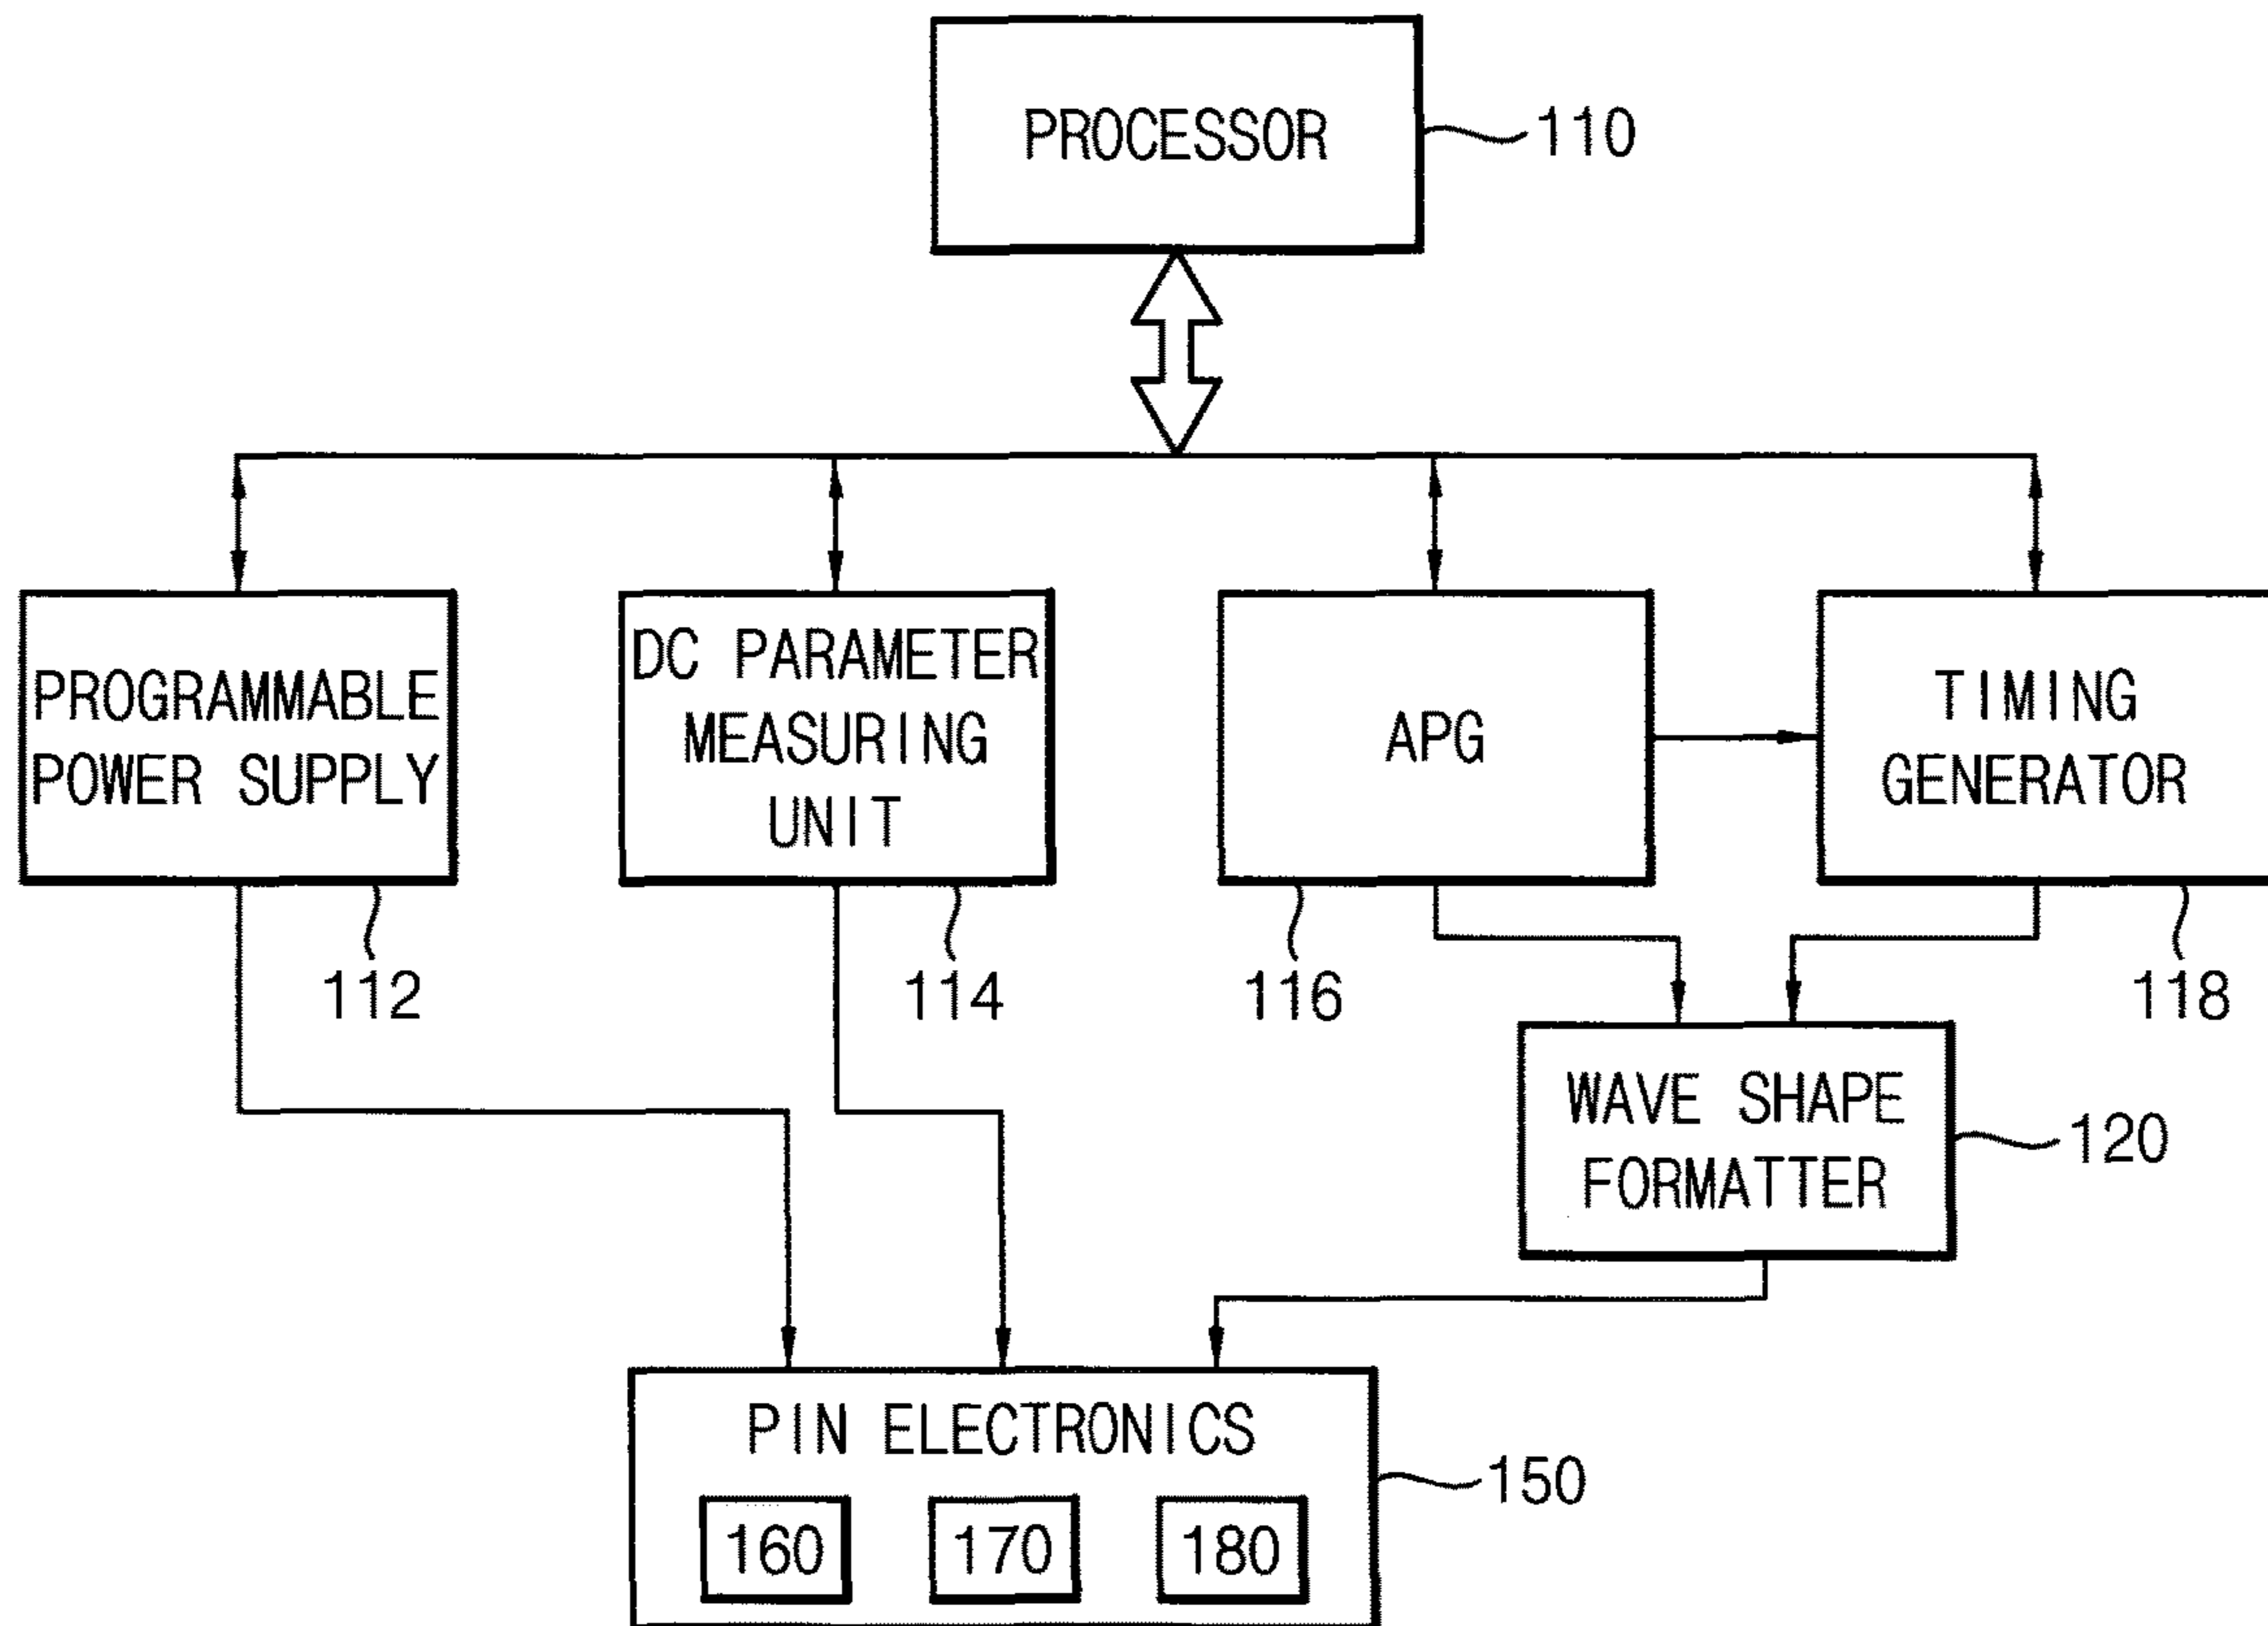 PROCESSOR
110
PROGRAMMABLE
POWER SUPPLY
112
DC PARAMETER
MEASURING
UNIT
114
APG
116
TIMING
GENERATOR
118
WAVE SHAPE
FORMATTER
120
PIN ELECTRONICS
150
160
170
180